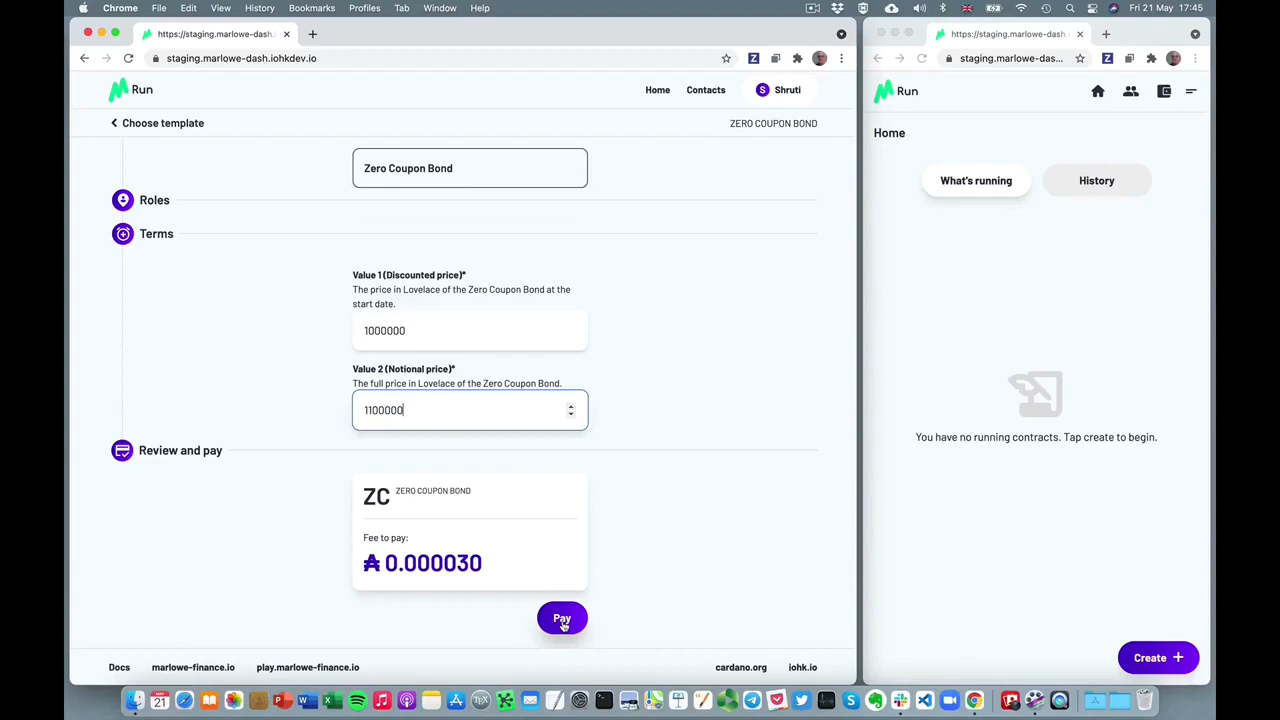 Chrome File Edit View History Bookmarks Profiles Tab Window Help
Fri 21 May 17:45
https://staging.marlowe-dash.i
staging.marlowe-dash.iohkdev.io
Run
Home Contacts S Shruti
Choose template
ZERO COUPON BOND
Zero Coupon Bond
Roles
Terms
Value 1 (Discounted price)*
The price in Lovelace of the Zero Coupon Bond at the
start date.
1000000
Value 2 (Notional price)*
The full price in Lovelace of the Zero Coupon Bond.
1100000
Review and pay
ZC ZERO COUPON BOND
Fee to pay:
₳ 0.000030
Pay
Docs marlowe-finance.io play.marlowe-finance.io cardano.org iohk.io
https://staging.marlowe-dash.
staging.marlowe-das...
Run
Home
What's running
History
You have no running contracts. Tap create to begin.
Create +